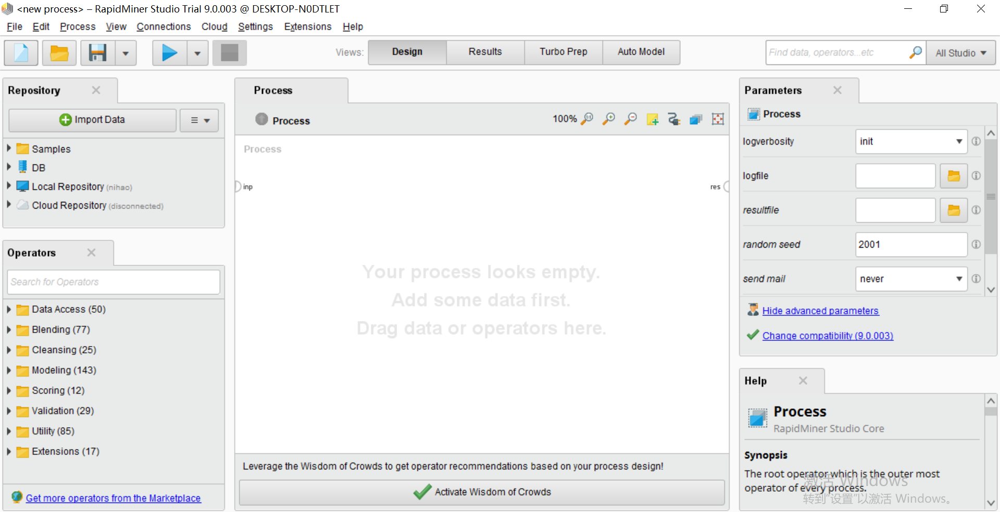 <new process> – RapidMiner Studio Trial 9.0.003 @ DESKTOP-N0DTLET
File Edit Process View Connections Cloud Settings Extensions Help
Views: Design Results Turbo Prep Auto Model
Find data, operators...etc
All Studio
Repository
Import Data
Samples
DB
Local Repository (nihao)
Cloud Repository (disconnected)
Operators
Search for Operators
Data Access (50)
Blending (77)
Cleansing (25)
Modeling (143)
Scoring (12)
Validation (29)
Utility (85)
Extensions (17)
Get more operators from the Marketplace
Process
Process
100%
Process
inp
res
Your process looks empty.
Add some data first.
Drag data or operators here.
Leverage the Wisdom of Crowds to get operator recommendations based on your process design!
Activate Wisdom of Crowds
Parameters
Process
logverbosity init
logfile
resultfile
random seed 2001
send mail never
Hide advanced parameters
Change compatibility (9.0.003)
Help
Process
RapidMiner Studio Core
Synopsis
The root operator which is the outer most
operator of every process.
激活 Windows
转到"设置"以激活 Windows。